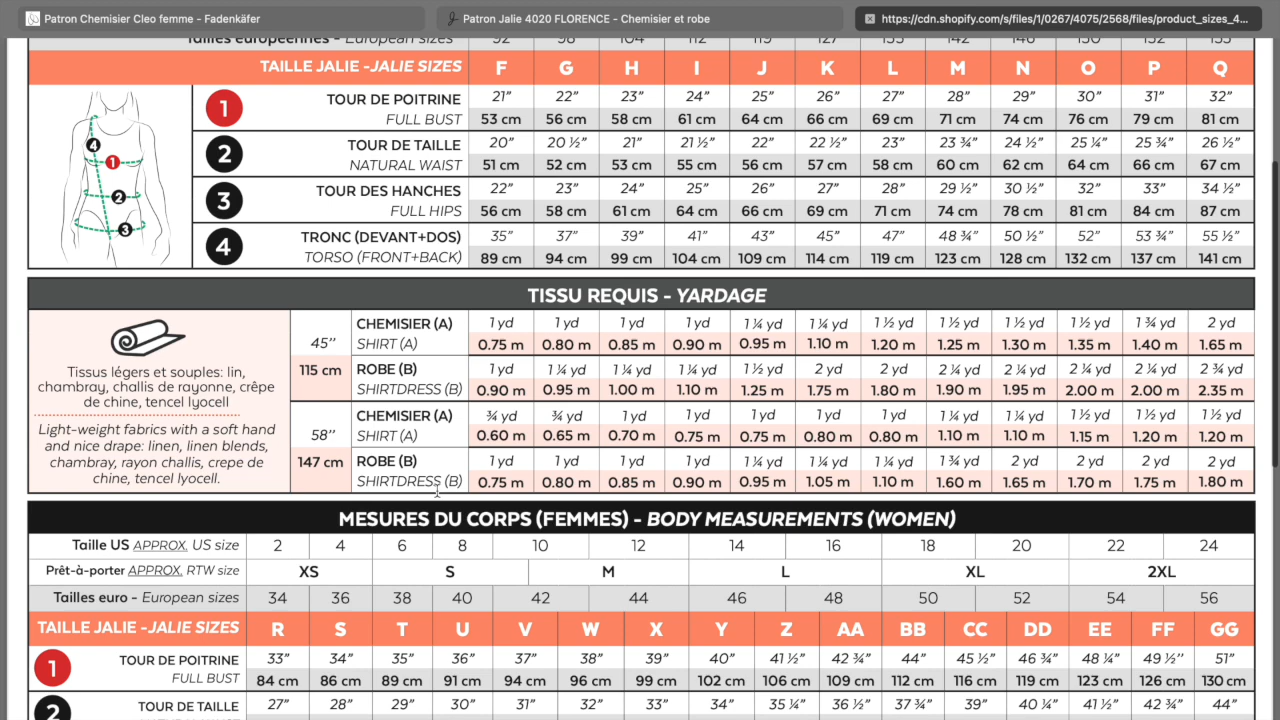 Patron Chemisier Cleo femme - Fadenkäfer
Patron Jalie 4020 FLORENCE - Chemisier et robe
https://cdn.shopify.com/s/files/1/0267/4075/2568/files/product_sizes_4...
Tailles européennes - European sizes 92 98 104 112 119 127 135 142 146 150 152 155
TAILLE JALIE -JALIE SIZES F G H I J K L M N O P Q
1 TOUR DE POITRINE 21” 22” 23” 24” 25” 26” 27” 28” 29” 30” 31” 32”
FULL BUST 53 cm 56 cm 58 cm 61 cm 64 cm 66 cm 69 cm 71 cm 74 cm 76 cm 79 cm 81 cm
2 TOUR DE TAILLE 20” 20 ½” 21” 21 ½” 22” 22 ½” 23” 23 ¾” 24 ½” 25 ¼” 25 ¾” 26 ½”
NATURAL WAIST 51 cm 52 cm 53 cm 55 cm 56 cm 57 cm 58 cm 60 cm 62 cm 64 cm 66 cm 67 cm
3 TOUR DES HANCHES 22” 23” 24” 25” 26” 27” 28” 29 ½” 30 ½” 32” 33” 34 ½”
FULL HIPS 56 cm 58 cm 61 cm 64 cm 66 cm 69 cm 71 cm 74 cm 78 cm 81 cm 84 cm 87 cm
4 TRONC (DEVANT+DOS) 35” 37” 39” 41” 43” 45” 47” 48 ¾” 50 ½” 52” 53 ¾” 55 ½”
TORSO (FRONT+BACK) 89 cm 94 cm 99 cm 104 cm 109 cm 114 cm 119 cm 123 cm 128 cm 132 cm 137 cm 141 cm
4
1
2
3
TISSU REQUIS - YARDAGE
Tissus légers et souples: lin,
chambray, challis de rayonne, crêpe
de chine, tencel lyocell
Light-weight fabrics with a soft hand
and nice drape: linen, linen blends,
chambray, rayon challis, crepe de
chine, tencel lyocell.
45’’
115 cm
CHEMISIER (A) 1 yd 1 yd 1 yd 1 yd 1 ¼ yd 1 ¼ yd 1 ½ yd 1 ½ yd 1 ½ yd 1 ½ yd 1 ¾ yd 2 yd
SHIRT (A) 0.75 m 0.80 m 0.85 m 0.90 m 0.95 m 1.10 m 1.20 m 1.25 m 1.30 m 1.35 m 1.40 m 1.65 m
ROBE (B) 1 yd 1 ¼ yd 1 ¼ yd 1 ¼ yd 1 ½ yd 2 yd 2 yd 2 ¼ yd 2 ¼ yd 2 ¼ yd 2 ¼ yd 2 ¾ yd
SHIRTDRESS (B) 0.90 m 0.95 m 1.00 m 1.10 m 1.25 m 1.75 m 1.80 m 1.90 m 1.95 m 2.00 m 2.00 m 2.35 m
58’’
147 cm
CHEMISIER (A) ¾ yd ¾ yd 1 yd 1 yd 1 yd 1 yd 1 yd 1 ¼ yd 1 ¼ yd 1 ½ yd 1 ½ yd 1 ½ yd
SHIRT (A) 0.60 m 0.65 m 0.70 m 0.75 m 0.75 m 0.80 m 0.80 m 1.10 m 1.10 m 1.15 m 1.20 m 1.20 m
ROBE (B) 1 yd 1 yd 1 yd 1 yd 1 ¼ yd 1 ¼ yd 1 ¼ yd 1 ¾ yd 2 yd 2 yd 2 yd 2 yd
SHIRTDRESS (B) 0.75 m 0.80 m 0.85 m 0.90 m 0.95 m 1.05 m 1.10 m 1.60 m 1.65 m 1.70 m 1.75 m 1.80 m
MESURES DU CORPS (FEMMES) - BODY MEASUREMENTS (WOMEN)
Taille US APPROX. US size 2 4 6 8 10 12 14 16 18 20 22 24
Prêt-à-porter APPROX. RTW size XS S M L XL 2XL
Tailles euro - European sizes 34 36 38 40 42 44 46 48 50 52 54 56
TAILLE JALIE -JALIE SIZES R S T U V W X Y Z AA BB CC DD EE FF GG
1 TOUR DE POITRINE 33” 34” 35” 36” 37” 38” 39” 40” 41 ½” 42 ¾” 44” 45 ½” 46 ¾” 48 ¼” 49 ½’’ 51”
FULL BUST 84 cm 86 cm 89 cm 91 cm 94 cm 96 cm 99 cm 102 cm 106 cm 109 cm 112 cm 116 cm 119 cm 123 cm 126 cm 130 cm
2 TOUR DE TAILLE 27” 28” 29” 30” 31” 32” 33” 34” 35 ¼” 36 ½” 37 ¾” 39” 40 ¼” 41 ½” 42 ¾” 44”